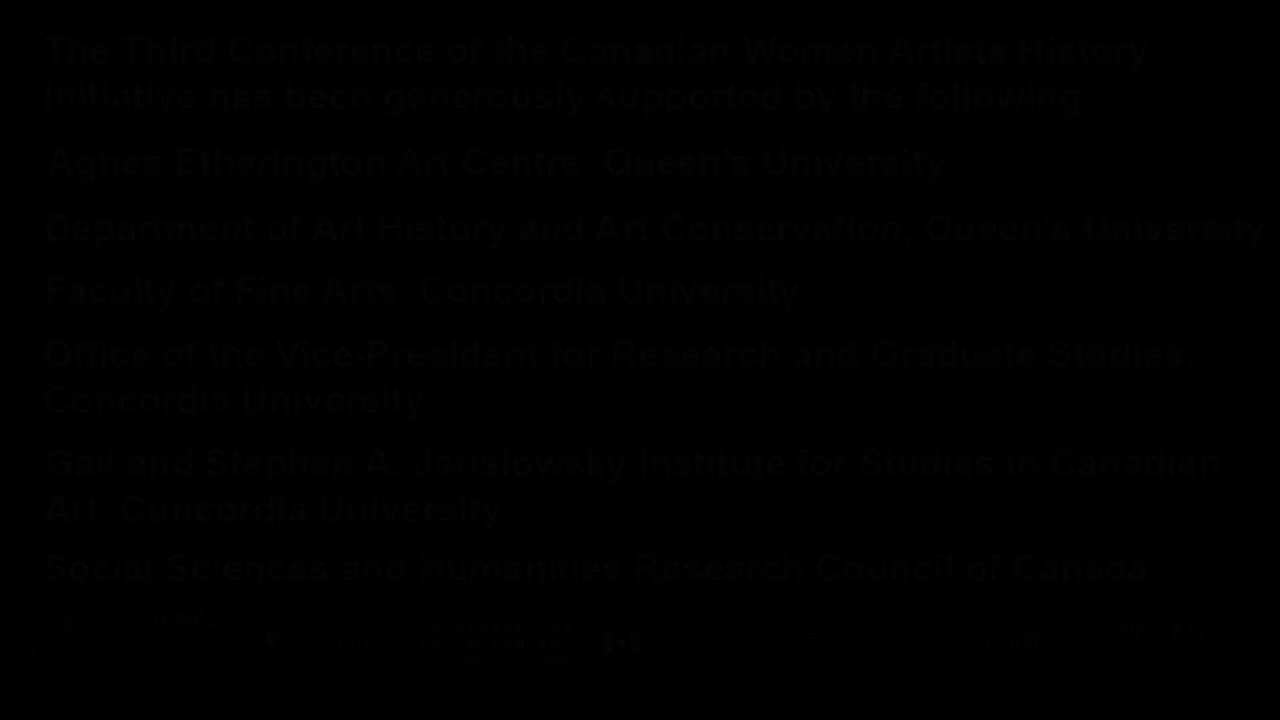 The Third Conference of the Canadian Women Artists History
Initiative has been generously supported by the following:
Agnes Etherington Art Centre, Queen's University
Department of Art History and Art Conservation, Queen's University
Faculty of Fine Arts, Concordia University
Office of the Vice-President for Research and Graduate Studies,
Concordia University
Gail and Stephen A. Jarislowsky Institute for Studies in Canadian
Art, Concordia University
Social Sciences and Humanities Research Council of Canada
Fine Arts